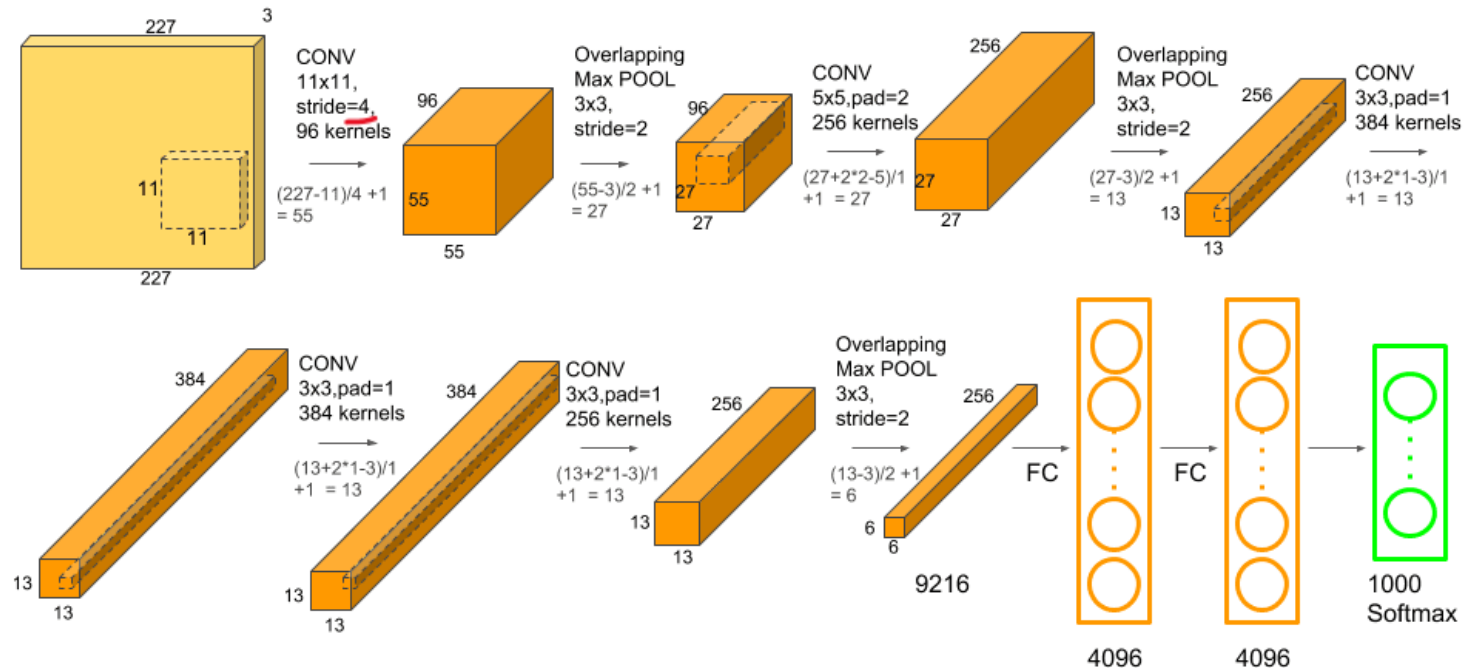 227
3
CONV
11x11,
stride=4,
96 kernels
(227-11)/4 +1
= 55
11
11
227
96
55
55
Overlapping
Max POOL
3x3,
stride=2
(55-3)/2 +1
= 27
96
27
27
CONV
5x5,pad=2
256 kernels
(27+2*2-5)/1
+1 = 27
256
27
27
Overlapping
Max POOL
3x3,
stride=2
(27-3)/2 +1
= 13
256
13
13
CONV
3x3,pad=1
384 kernels
(13+2*1-3)/1
+1 = 13
384
13
13
CONV
3x3,pad=1
384 kernels
(13+2*1-3)/1
+1 = 13
384
13
13
CONV
3x3,pad=1
256 kernels
(13+2*1-3)/1
+1 = 13
256
13
13
Overlapping
Max POOL
3x3,
stride=2
(13-3)/2 +1
= 6
256
6
6
9216
FC
4096
FC
4096
1000
Softmax